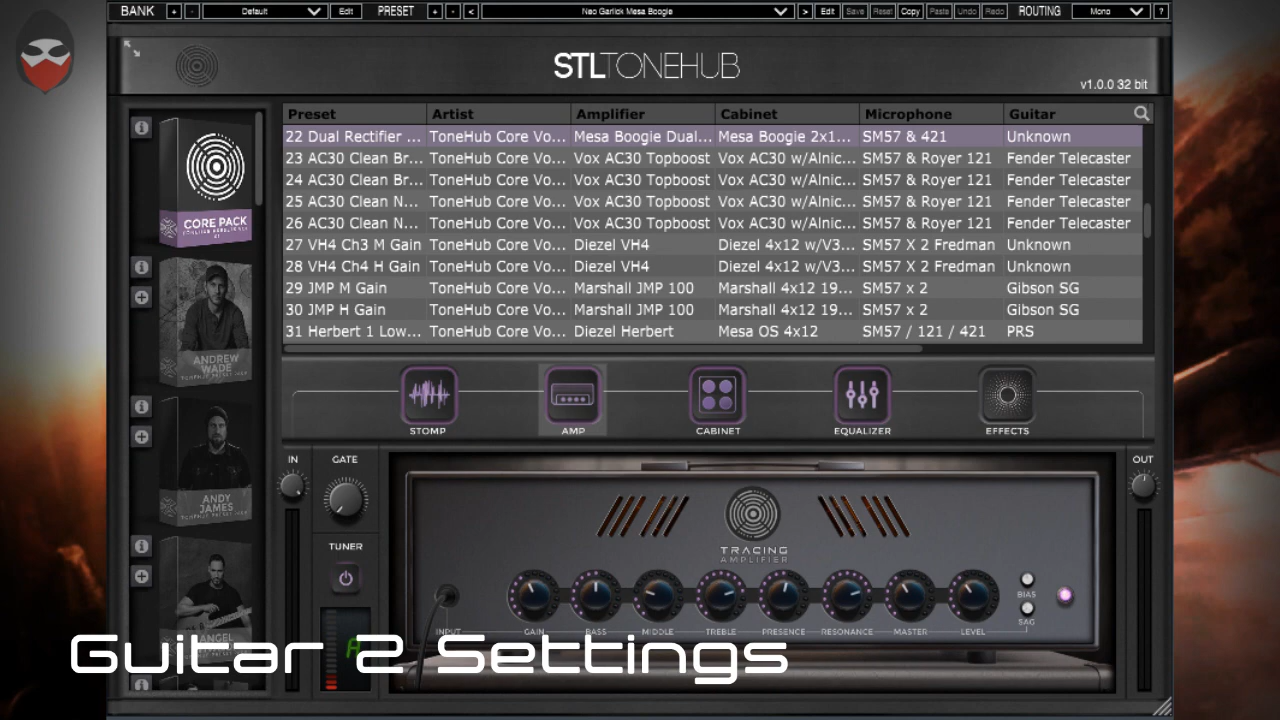 BANK + - Default Edit PRESET + - < Neo Garlick Mesa Boogie > Edit Save Reset Copy Paste Undo Redo ROUTING Mono ?
STLTONEHUB
v1.0.0 32 bit
Preset Artist Amplifier Cabinet Microphone Guitar
22 Dual Rectifier ... ToneHub Core Vo... Mesa Boogie Dual... Mesa Boogie 2x1... SM57 & 421 Unknown
23 AC30 Clean Br... ToneHub Core Vo... Vox AC30 Topboost Vox AC30 w/Alnic... SM57 & Royer 121 Fender Telecaster
24 AC30 Clean Br... ToneHub Core Vo... Vox AC30 Topboost Vox AC30 w/Alnic... SM57 & Royer 121 Fender Telecaster
25 AC30 Clean N... ToneHub Core Vo... Vox AC30 Topboost Vox AC30 w/Alnic... SM57 & Royer 121 Fender Telecaster
26 AC30 Clean N... ToneHub Core Vo... Vox AC30 Topboost Vox AC30 w/Alnic... SM57 & Royer 121 Fender Telecaster
27 VH4 Ch3 M Gain ToneHub Core Vo... Diezel VH4 Diezel 4x12 w/V3... SM57 X 2 Fredman Unknown
28 VH4 Ch4 H Gain ToneHub Core Vo... Diezel VH4 Diezel 4x12 w/V3... SM57 X 2 Fredman Unknown
29 JMP M Gain ToneHub Core Vo... Marshall JMP 100 Marshall 4x12 19... SM57 x 2 Gibson SG
30 JMP H Gain ToneHub Core Vo... Marshall JMP 100 Marshall 4x12 19... SM57 x 2 Gibson SG
31 Herbert 1 Low... ToneHub Core Vo... Diezel Herbert Mesa OS 4x12 SM57 / 121 / 421 PRS
CORE PACK
ANDREW
WADE
ANDY
JAMES
ANGEL
STOMP AMP CABINET EQUALIZER EFFECTS
IN GATE OUT
TUNER
A
TRACING
AMPLIFIER
INPUT GAIN BASS MIDDLE TREBLE PRESENCE RESONANCE MASTER LEVEL
BIAS
SAG
Guitar 2 Settings